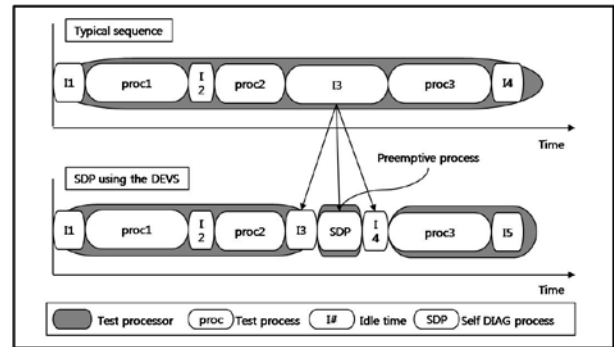 Typical sequence
I1
proc1
I
2
proc2
I3
proc3
I4
Time
SDP using the DEVS
Preemptive process
I1
proc1
I
2
proc2
I3
SDP
I
4
proc3
I5
Time
Test processor
proc Test process
I# Idle time
SDP Self DIAG process